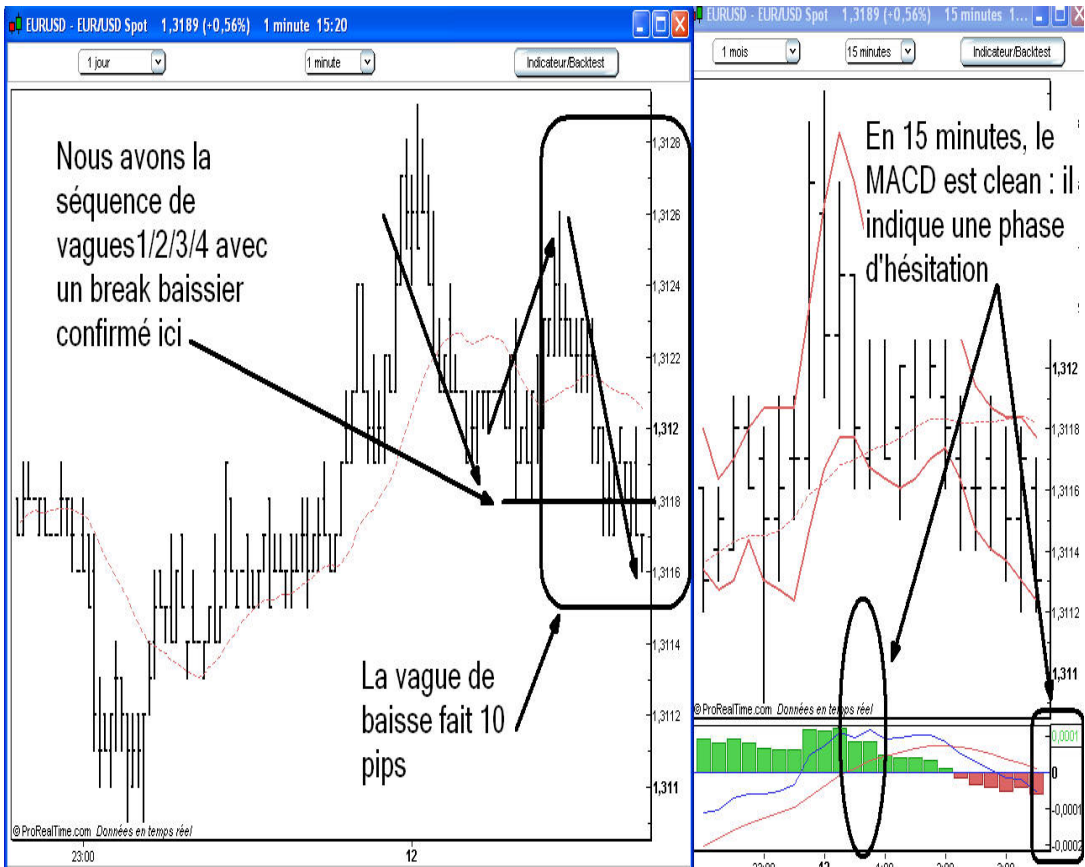 EURUSD - EUR/USD Spot 1,3189 (+0,56%) 1 minute 15:20
1 jour
1 minute
Indicateur/Backtest
Nous avons la
séquence de
vagues1/2/3/4 avec
un break baissier
confirmé ici
La vague de
baisse fait 10
pips
1,3128
1,3126
1,3124
1,3122
1,312
1,3118
1,3116
1,3114
1,3112
1,311
©ProRealTime.com Données en temps réel
23:00
12
EURUSD - EUR/USD Spot 1,3189 (+0,56%) 15 minutes 1...
1 mois
15 minutes
Indicateur/Backtest
En 15 minutes, le
MACD est clean : il
indique une phase
d'hésitation
1,312
1,3118
1,3116
1,3114
1,3112
1,311
©ProRealTime.com Données en temps réel
0,0001
0
-0,0001
-0,0002